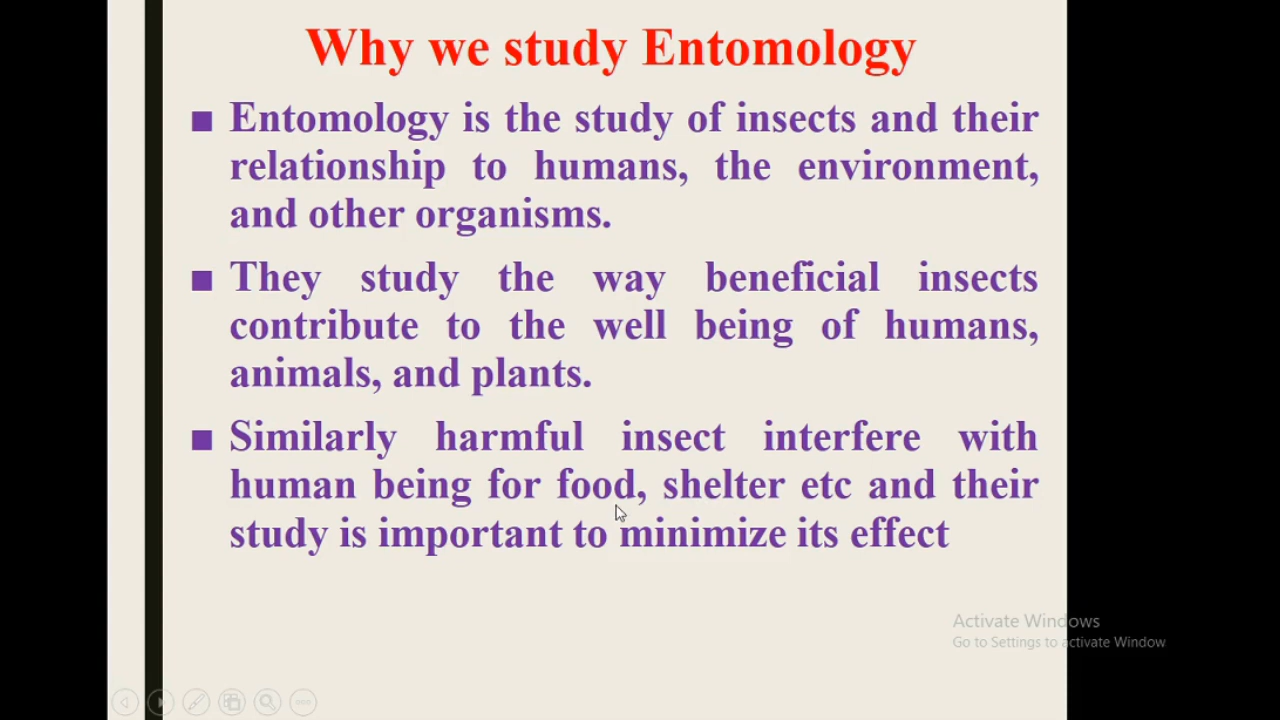 Why we study Entomology
Entomology is the study of insects and their
relationship to humans, the environment,
and other organisms.
They study the way beneficial insects
contribute to the well being of humans,
animals, and plants.
Similarly harmful insect interfere with
human being for food, shelter etc and their
study is important to minimize its effect
Activate Windows
Go to Settings to activate Window